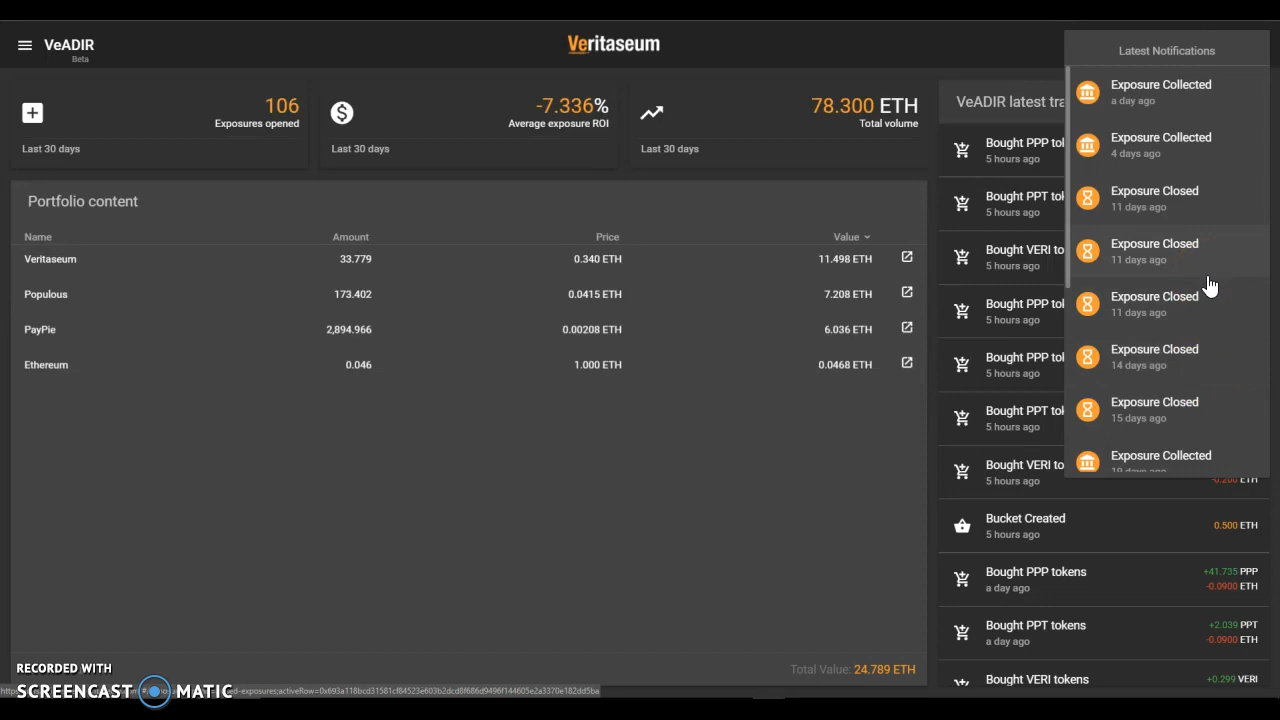 VeADIR
Beta
Veritaseum
106
Exposures opened
Last 30 days
-7.336%
Average exposure ROI
Last 30 days
78.300 ETH
Total volume
Last 30 days
Portfolio content
Name Amount Price Value
Veritaseum 33.779 0.340 ETH 11.498 ETH
Populous 173.402 0.0415 ETH 7.208 ETH
PayPie 2,894.966 0.00208 ETH 6.036 ETH
Ethereum 0.046 1.000 ETH 0.0468 ETH
Total Value: 24.789 ETH
VeADIR latest tra
Bought PPP tol
5 hours ago
Bought PPT tok
5 hours ago
Bought VERI to
5 hours ago
Bought PPP tol
5 hours ago
Bought PPP tol
5 hours ago
Bought PPT tok
5 hours ago
Bought VERI to
5 hours ago
-0.200 ETH
Bucket Created
5 hours ago
0.500 ETH
Bought PPP tokens
a day ago
+41.735 PPP
-0.0900 ETH
Bought PPT tokens
a day ago
+2.039 PPT
-0.0900 ETH
Bought VERI tokens
+0.299 VERI
Latest Notifications
Exposure Collected
a day ago
Exposure Collected
4 days ago
Exposure Closed
11 days ago
Exposure Closed
11 days ago
Exposure Closed
11 days ago
Exposure Closed
14 days ago
Exposure Closed
15 days ago
Exposure Collected
19 days ago
RECORDED WITH
SCREENCAST MATIC